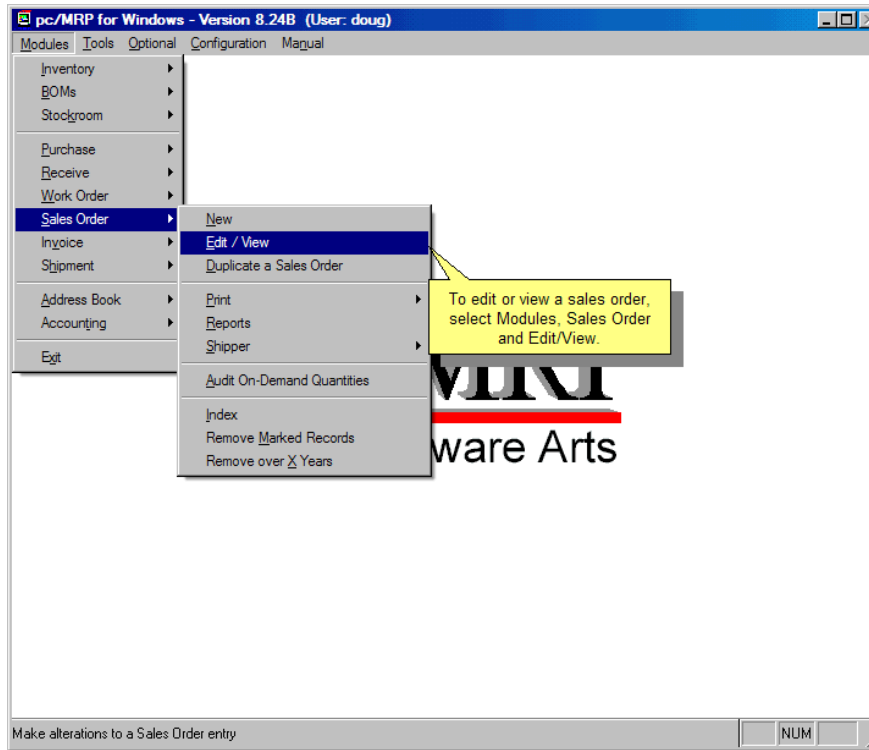 pc/MRP for Windows - Version 8.24B (User: doug)
Modules Tools Optional Configuration Manual
Inventory
BOMs
Stockroom
Purchase
Receive
Work Order
Sales Order
Invoice
Shipment
Address Book
Accounting
Exit
New
Edit / View
Duplicate a Sales Order
Print
Reports
Shipper
Audit On-Demand Quantities
Index
Remove Marked Records
Remove over X Years
To edit or view a sales order,
select Modules, Sales Order
and Edit/View.
MRP
ware Arts
Make alterations to a Sales Order entry
NUM